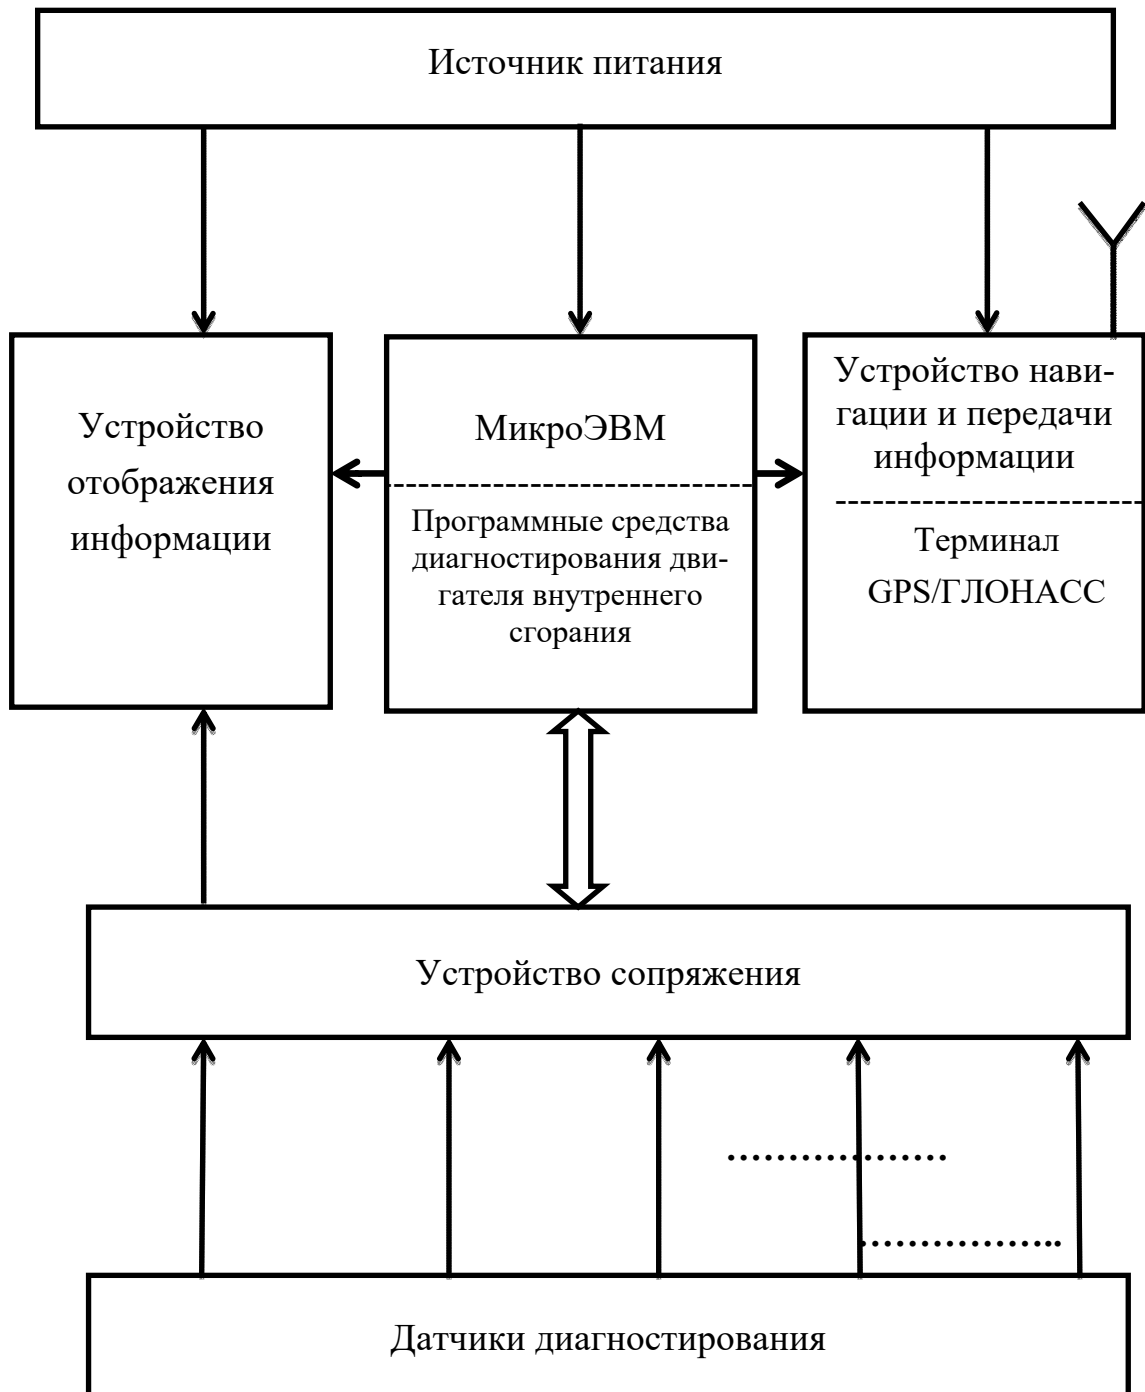 Источник питания
Устройство
отображения
информации
МикроЭВМ
Программные средства
диагностирования дви-
гателя внутреннего
сгорания
Устройство нави-
гации и передачи
информации
Терминал
GPS/ГЛОНАСС
Устройство сопряжения
Датчики диагностирования